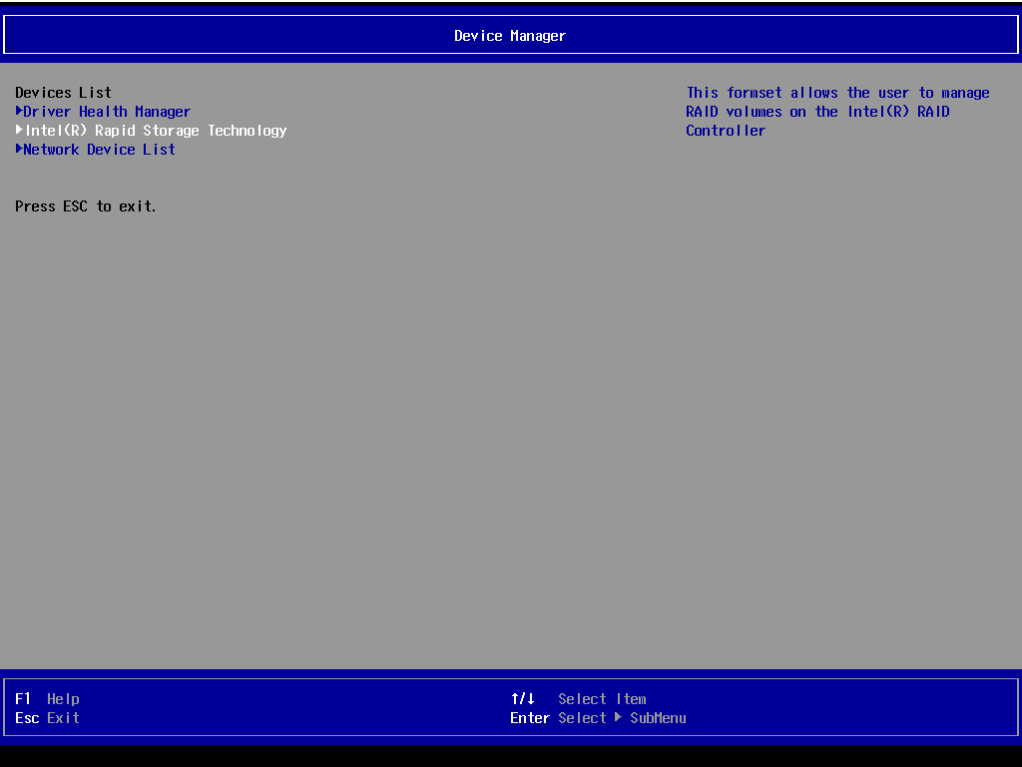 Device Manager
Devices List
▶Driver Health Manager
▶Intel(R) Rapid Storage Technology
▶Network Device List
Press ESC to exit.
This formset allows the user to manage
RAID volumes on the Intel(R) RAID
Controller
F1 Help
Esc Exit
↑/↓ Select Item
Enter Select ▶ SubMenu